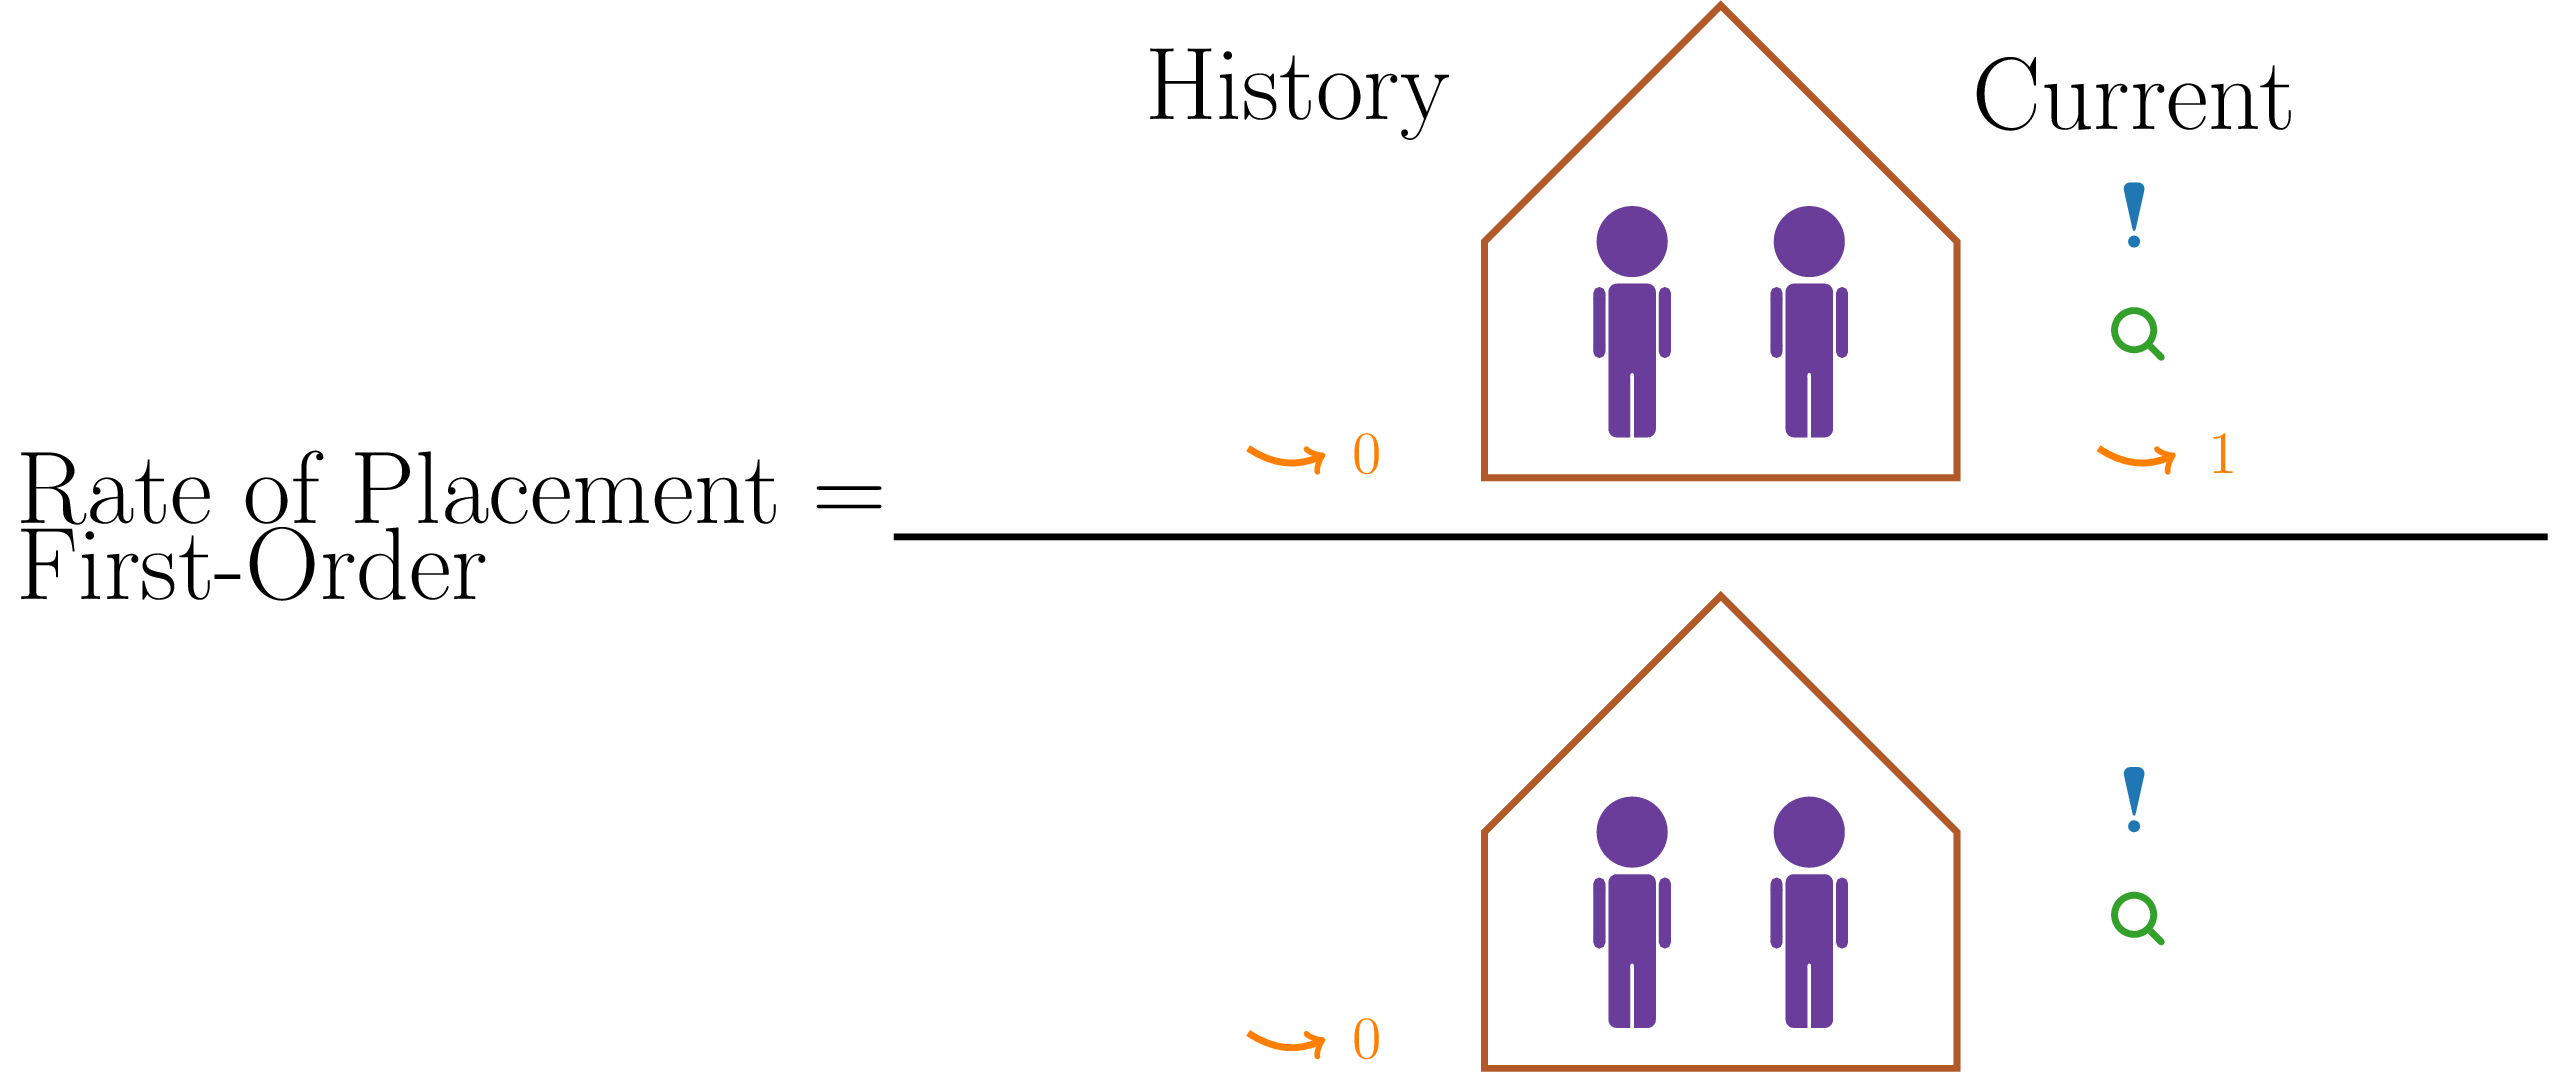 History
Current
!
0
1
Rate of Placement =
First-Order
!
0